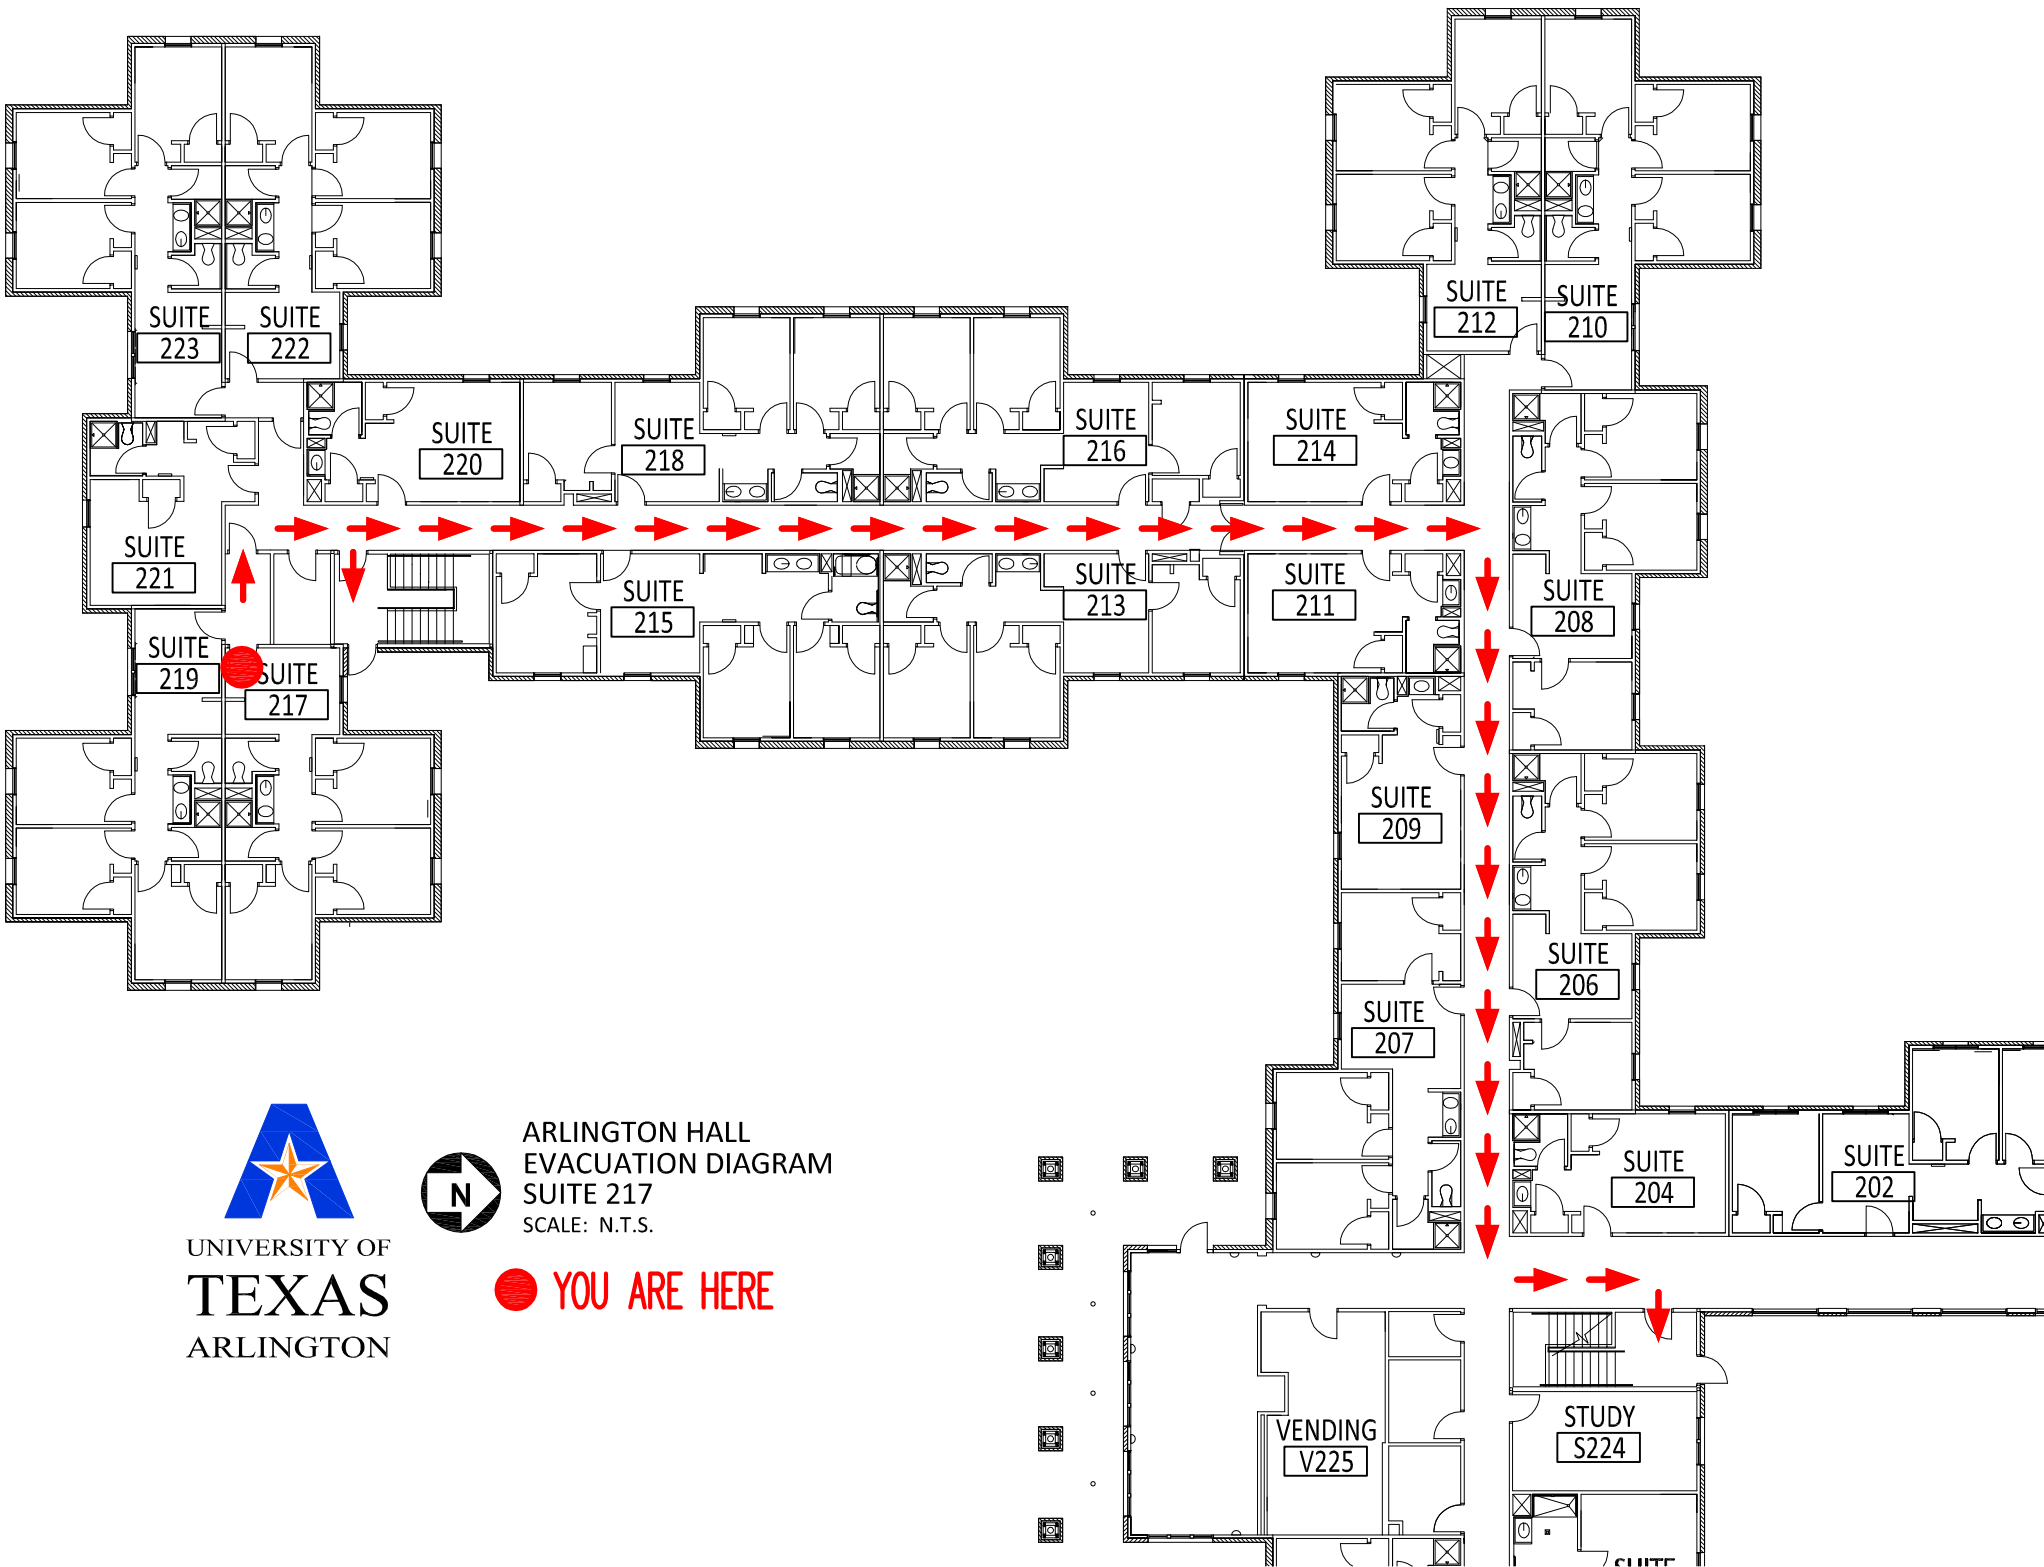 SUITE
212
SUITE
210
SUITE
223
SUITE
222
SUITE
220
SUITE
218
SUITE
216
SUITE
214
SUITE
221
SUITE
215
SUITE
213
SUITE
211
SUITE
208
SUITE
219
SUITE
217
SUITE
209
SUITE
206
SUITE
207
SUITE
204
SUITE
202
UNIVERSITY OF
TEXAS
ARLINGTON
N
ARLINGTON HALL
EVACUATION DIAGRAM
SUITE 217
SCALE: N.T.S.
YOU ARE HERE
VENDING
V225
STUDY
S224
SUITE